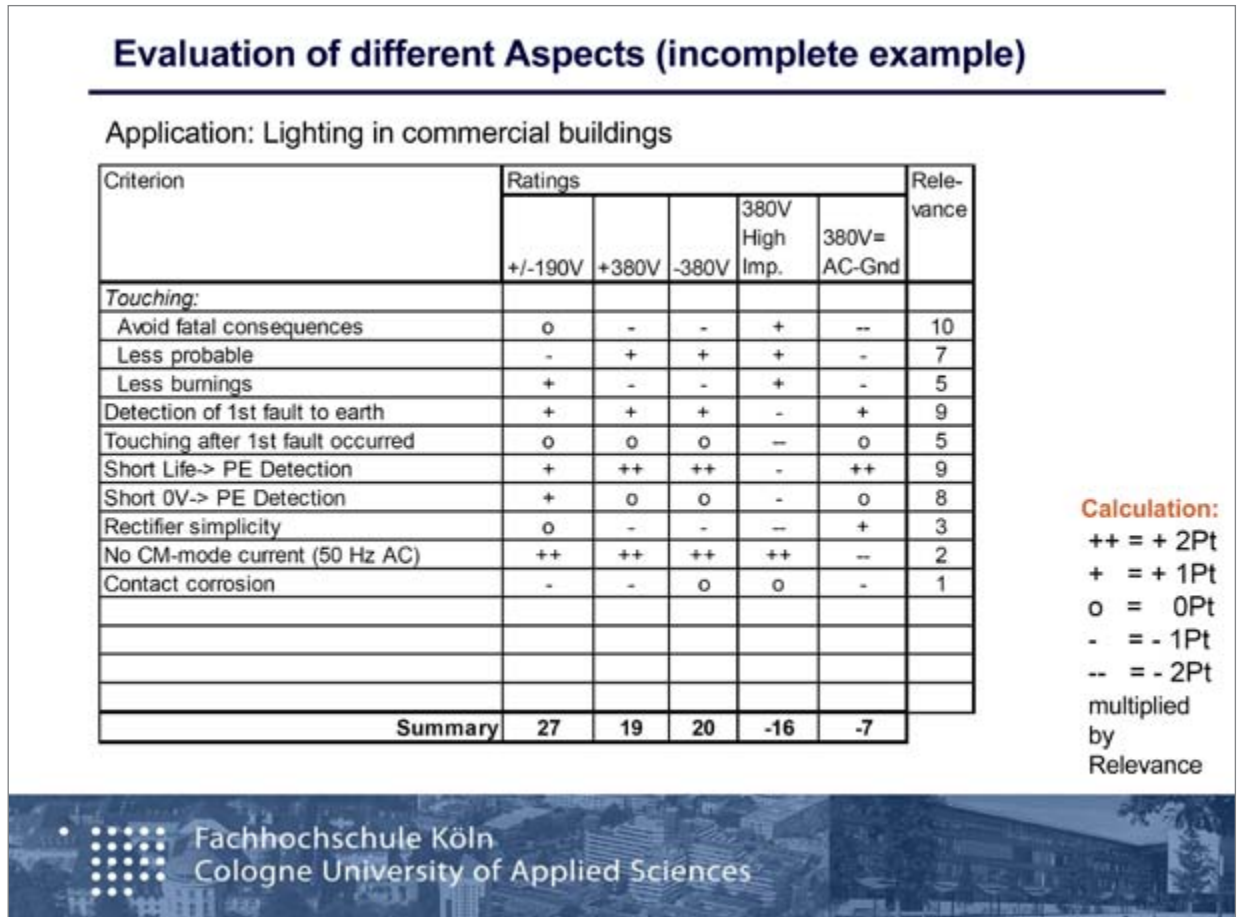 Evaluation of different Aspects (incomplete example)
Application: Lighting in commercial buildings
Criterion Ratings Rele-
vance
+/-190V +380V -380V 380V High Imp. 380V= AC-Gnd
Touching:
Avoid fatal consequences o - - + -- 10
Less probable - + + + - 7
Less burnings + - - + - 5
Detection of 1st fault to earth + + + - + 9
Touching after 1st fault occurred o o o -- o 5
Short Life-> PE Detection + ++ ++ - ++ 9
Short 0V-> PE Detection + o o - o 8
Rectifier simplicity o - - -- + 3
No CM-mode current (50 Hz AC) ++ ++ ++ ++ -- 2
Contact corrosion - - o o - 1
Summary 27 19 20 -16 -7
Calculation:
++ = + 2Pt
+ = + 1Pt
o = 0Pt
- = - 1Pt
-- = - 2Pt
multiplied
by
Relevance
Fachhochschule Köln
Cologne University of Applied Sciences